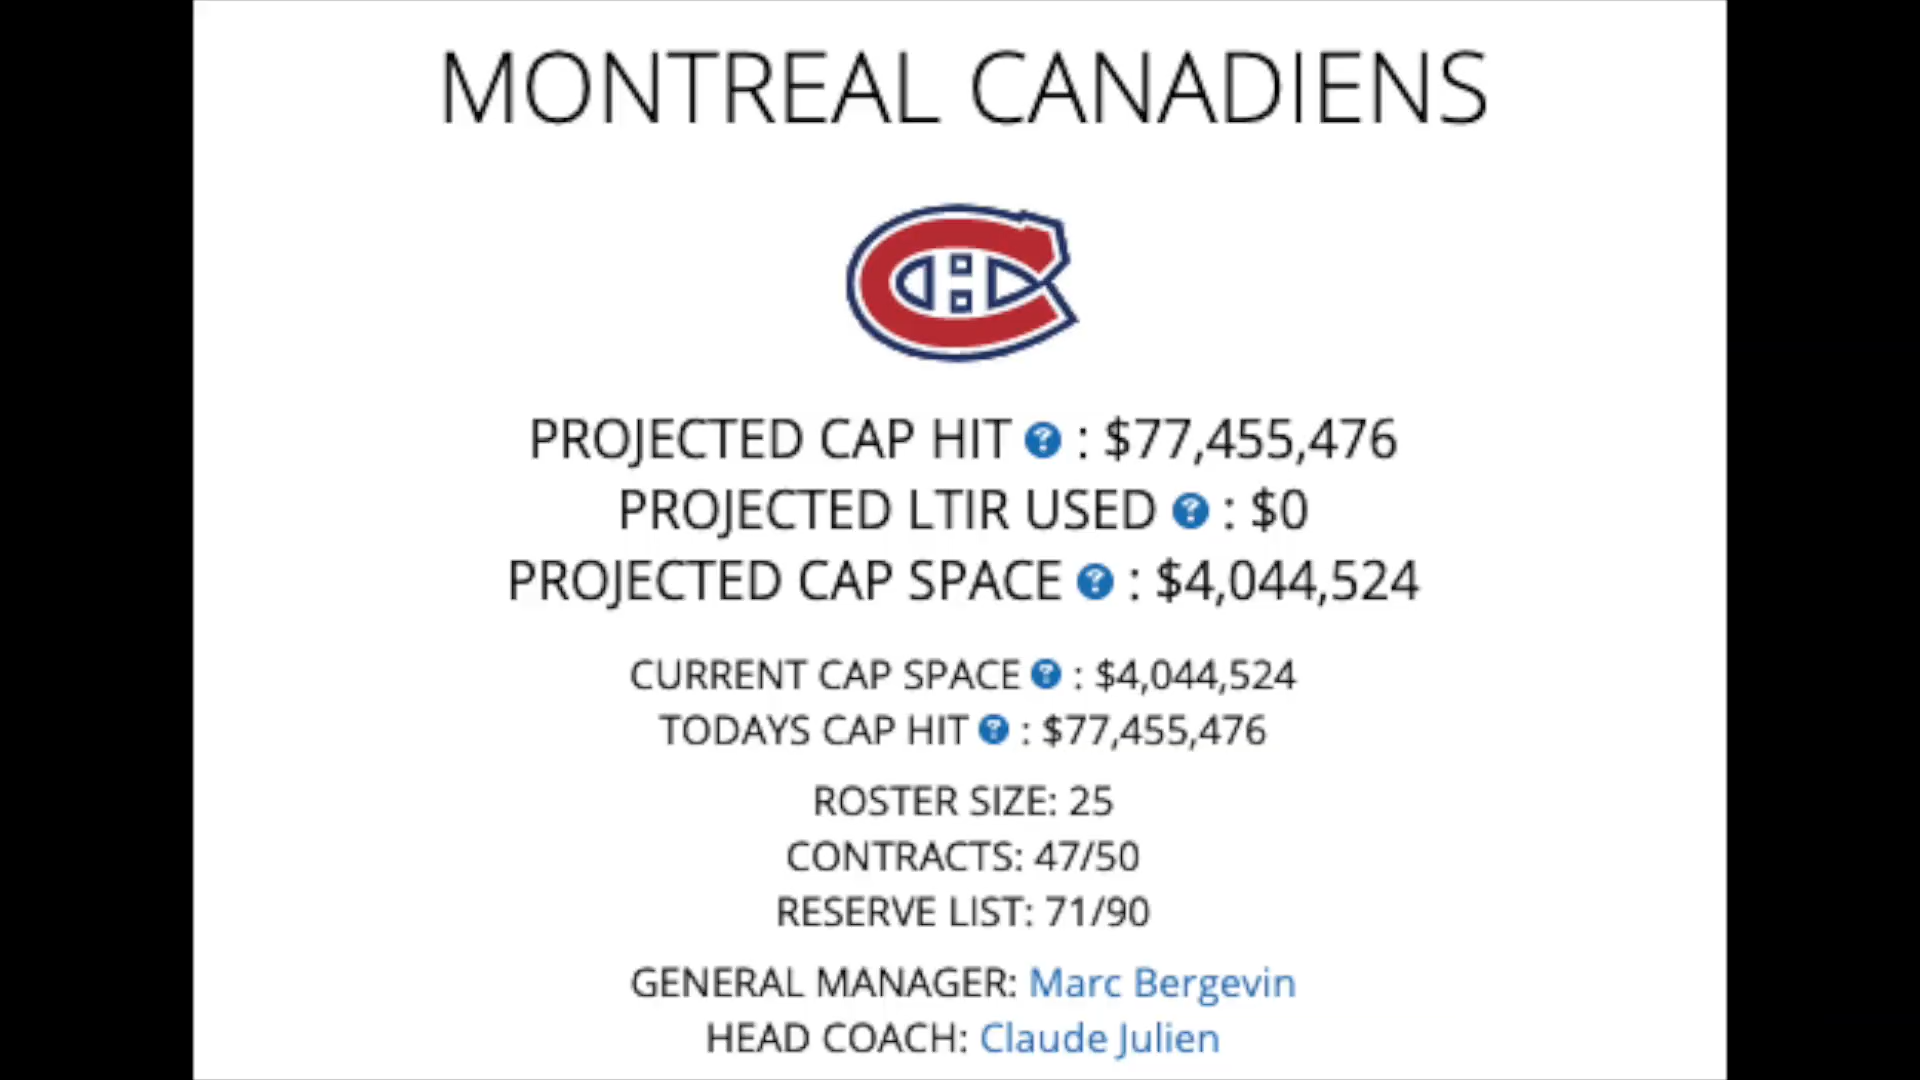 MONTREAL CANADIENS
PROJECTED CAP HIT ? : $77,455,476
PROJECTED LTIR USED ? : $0
PROJECTED CAP SPACE ? : $4,044,524
CURRENT CAP SPACE ? : $4,044,524
TODAYS CAP HIT ? : $77,455,476
ROSTER SIZE: 25
CONTRACTS: 47/50
RESERVE LIST: 71/90
GENERAL MANAGER: Marc Bergevin
HEAD COACH: Claude Julien